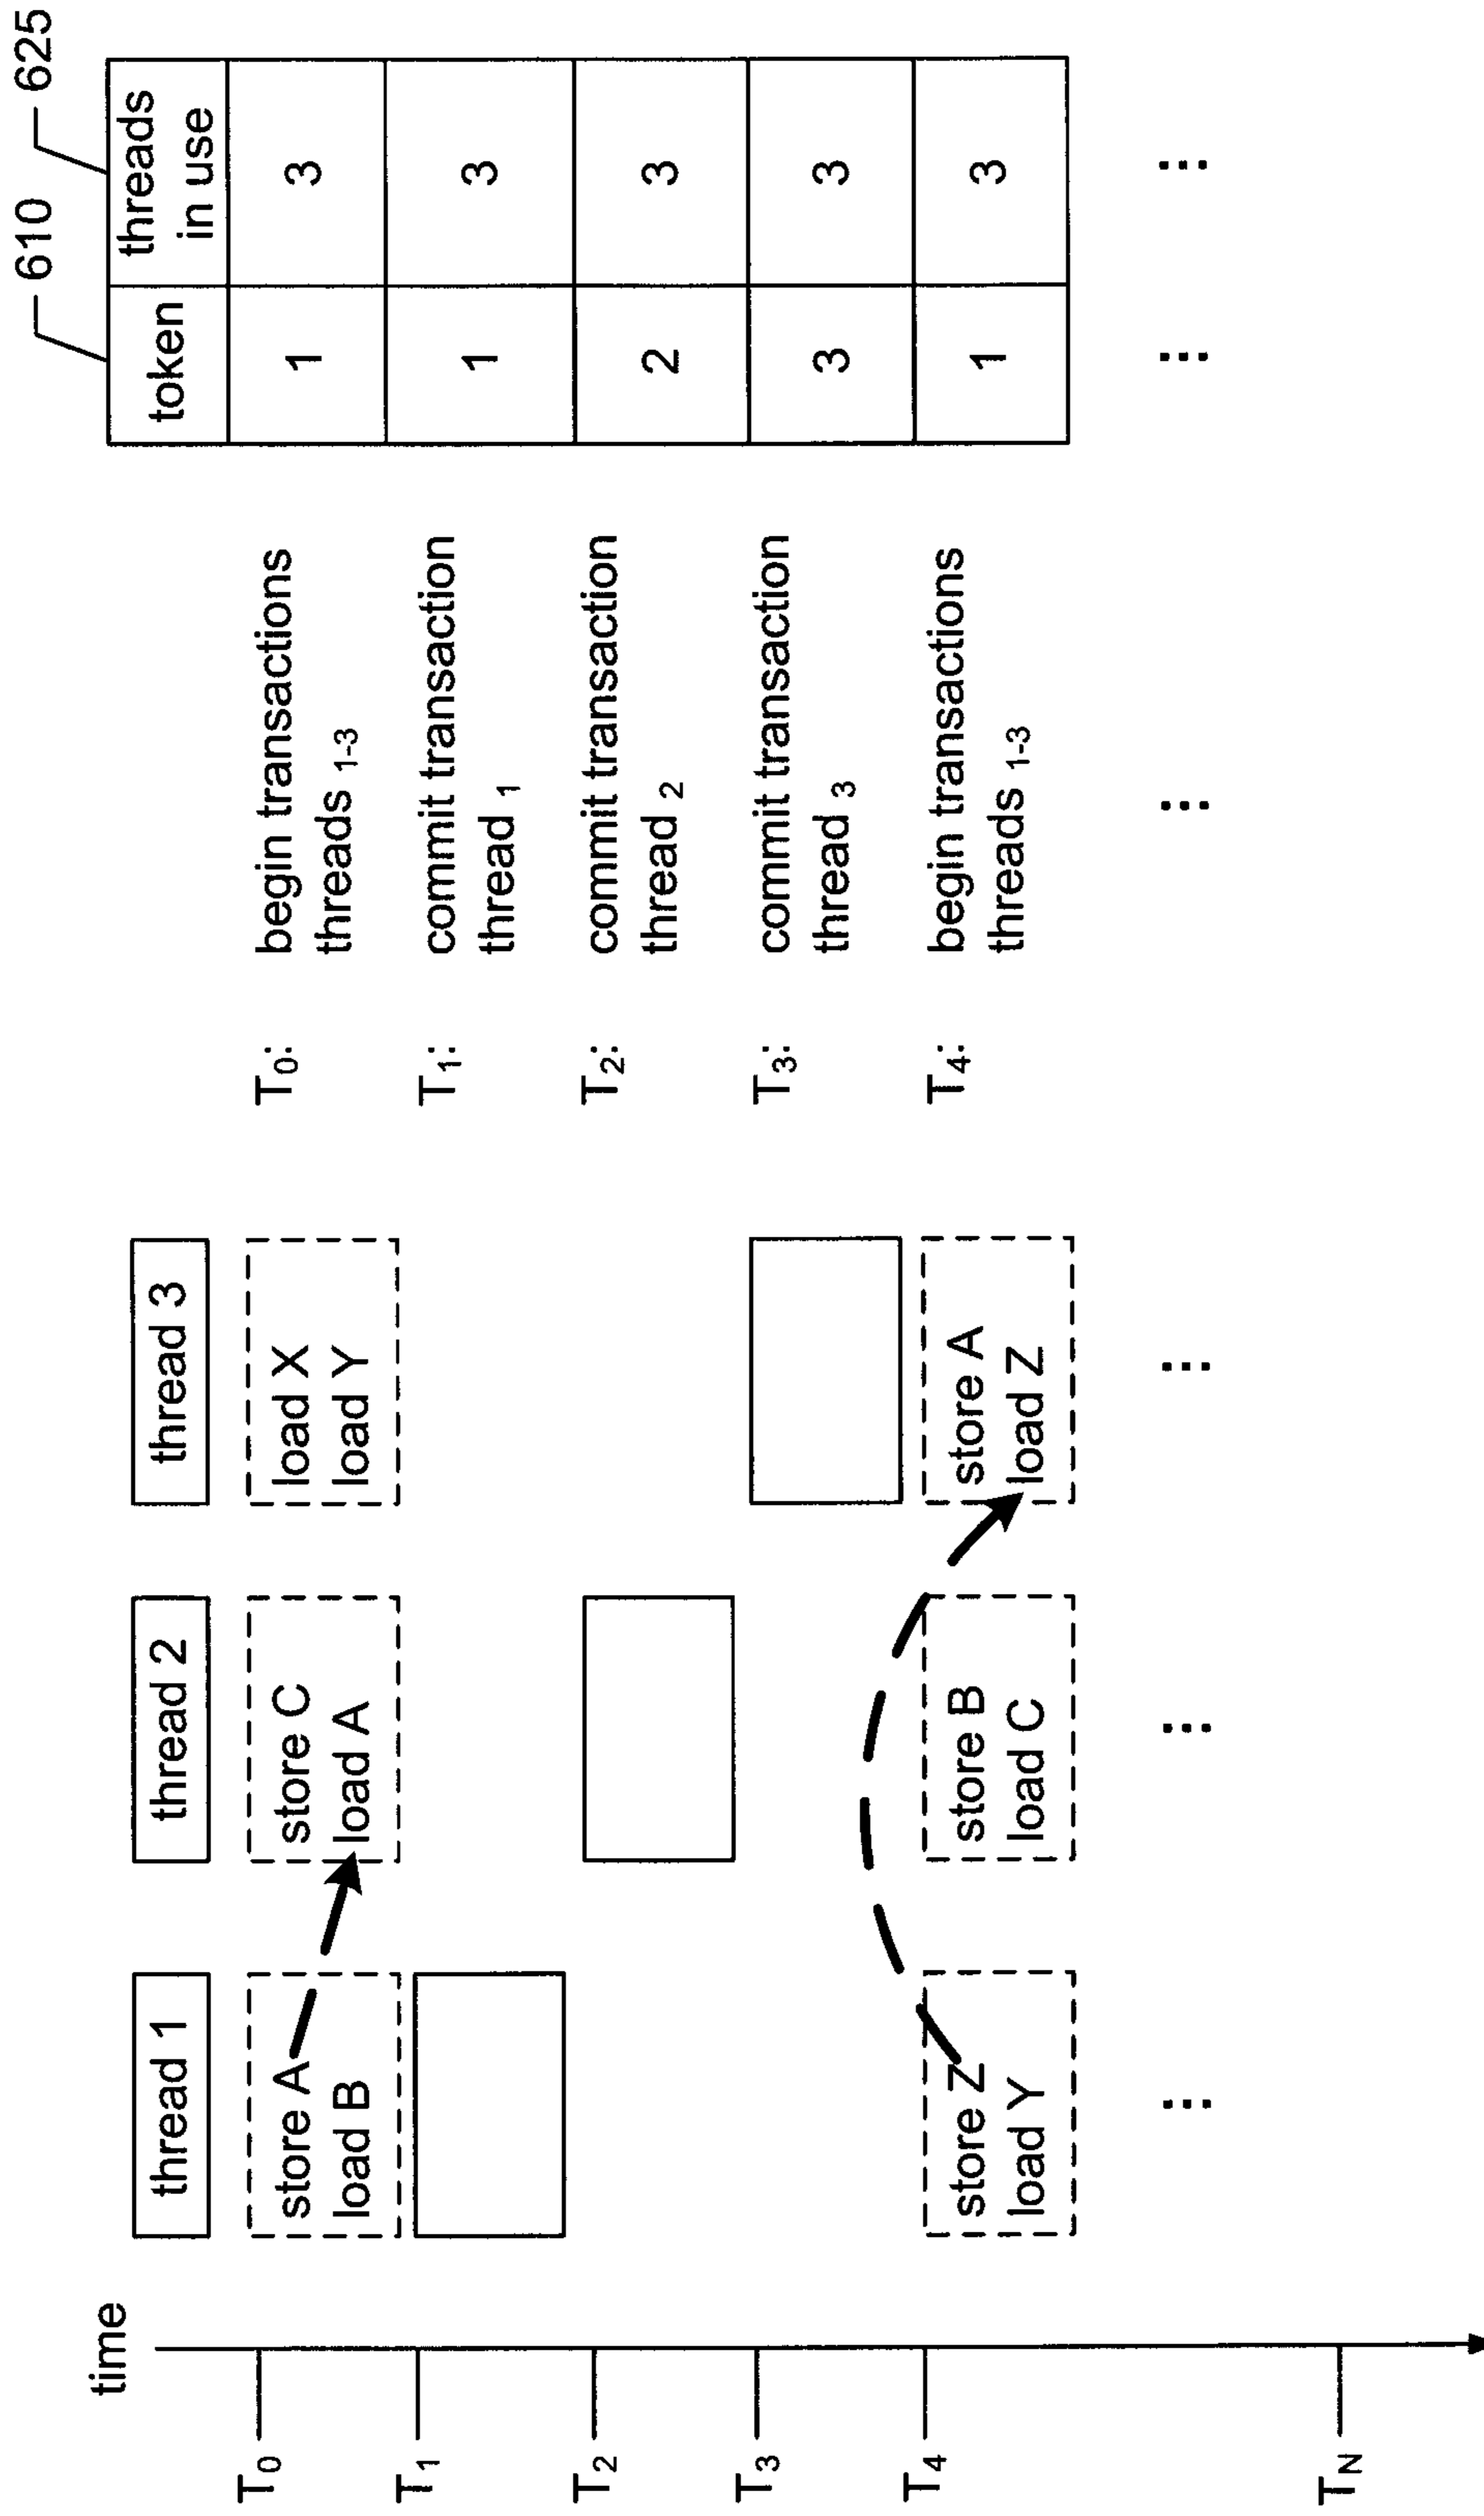 610
625
time
thread 1
thread 2
thread 3
token
threads
in use
T0
store A
load B
store C
load A
load X
load Y
T0:
begin transactions
threads 1-3
1
3
T1
T1:
commit transaction
thread 1
1
3
T2
T2:
commit transaction
thread 2
2
3
T3
T3:
commit transaction
thread 3
3
3
T4
store Z
load Y
store B
load C
store A
load Z
T4:
begin transactions
threads 1-3
1
3
...
...
...
...
...
...
TN